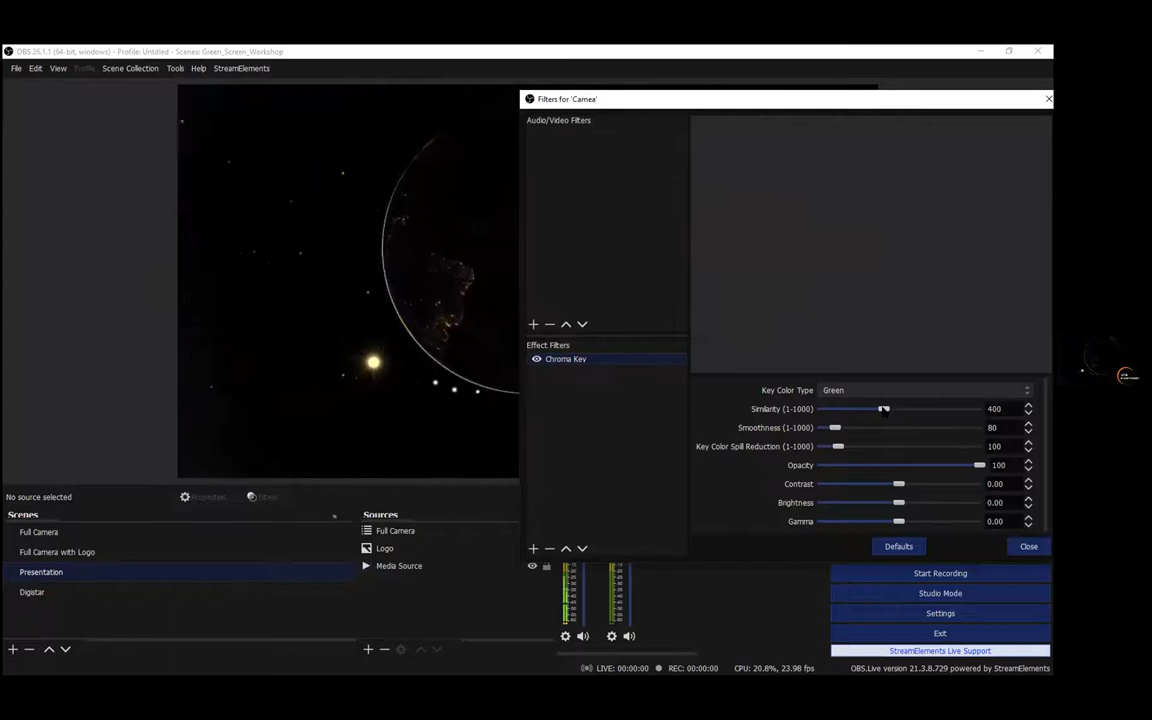 OBS 26.1.1 (64-bit, windows) - Profile: Untitled - Scenes: Green_Screen_Workshop
File Edit View Profile Scene Collection Tools Help StreamElements
Filters for 'Camea'
Audio/Video Filters
Effect Filters
Chroma Key
Key Color Type Green
Similarity (1-1000) 400
Smoothness (1-1000) 80
Key Color Spill Reduction (1-1000) 100
Opacity 100
Contrast 0.00
Brightness 0.00
Gamma 0.00
Defaults Close
No source selected Properties Filters
Scenes
Full Camera
Full Camera with Logo
Presentation
Digistar
Sources
Full Camera
Logo
Media Source
Start Recording
Studio Mode
Settings
Exit
StreamElements Live Support
LIVE: 00:00:00 REC: 00:00:00 CPU: 20.8%, 23.98 fps OBS.Live version 21.3.8.729 powered by StreamElements